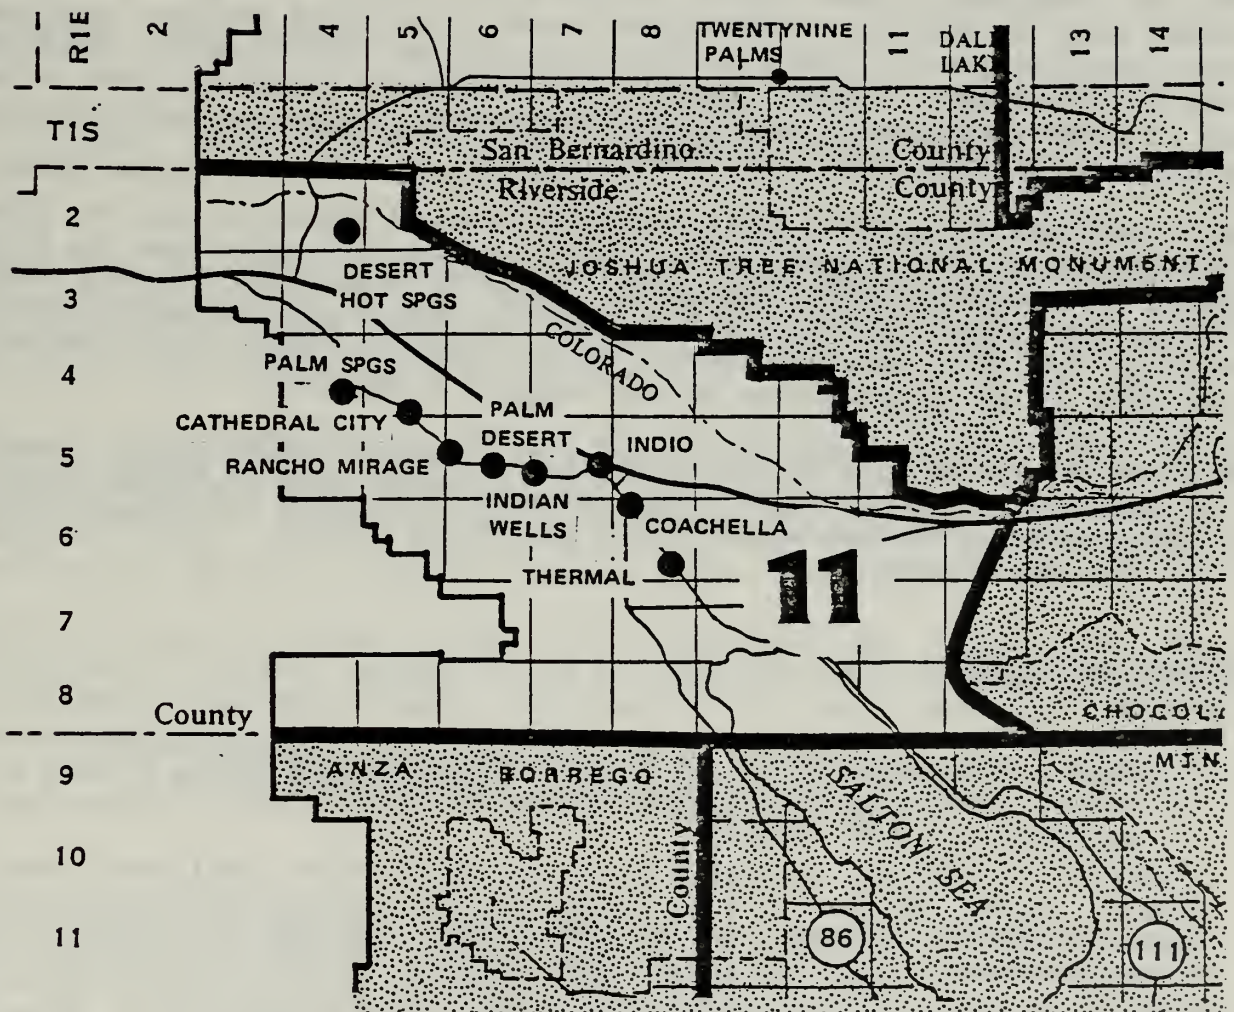 R1E
2
4
5
6
7
8
TWENTYNINE
PALMS
11
LAKE
13
14
T1S
San Bernardino
County
Riverside
County
2
DESERT
HOT SPGS
JOSHUA TREE NATIONAL MONUMENT
3
COLORADO
PALM SPGS
4
CATHEDRAL CITY
PALM
DESERT
INDIO
RANCHO MIRAGE
5
INDIAN
WELLS
COACHELLA
6
THERMAL
11
7
8
County
CHOCOL
MTN
9
ANZA
BORREGO
SALTON SEA
10
County
11
86
111